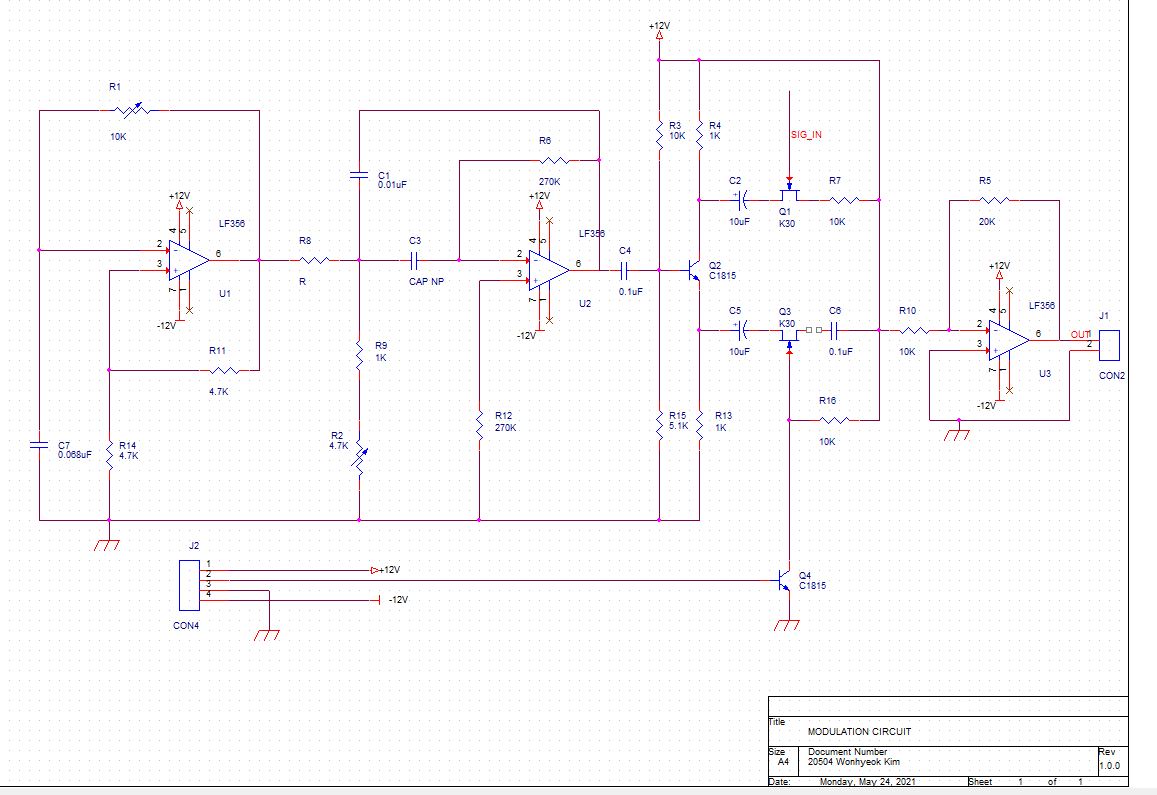 +12V
R1
10K
R3
10K
R4
1K
SIG_IN
R6
270K
C1
0.01uF
C2
10uF
Q1
K30
R7
10K
R5
20K
+12V
4
5
LF356
2
3
6
7
1
U1
-12V
R8
R
C3
CAP NP
+12V
4
5
LF356
2
3
6
7
1
U2
-12V
C4
0.1uF
Q2
C1815
C5
10uF
Q3
K30
C6
0.1uF
R10
10K
+12V
4
5
LF356
2
3
6
7
1
U3
-12V
OUT
1
2
J1
CON2
R11
4.7K
R9
1K
R2
4.7K
R12
270K
R15
5.1K
R13
1K
R16
10K
C7
0.068uF
R14
4.7K
J2
1
2
3
4
CON4
+12V
-12V
Q4
C1815
Title
MODULATION CIRCUIT
Size
A4
Document Number
20504 Wonhyeok Kim
Rev
1.0.0
Date: Monday, May 24, 2021 Sheet 1 of 1